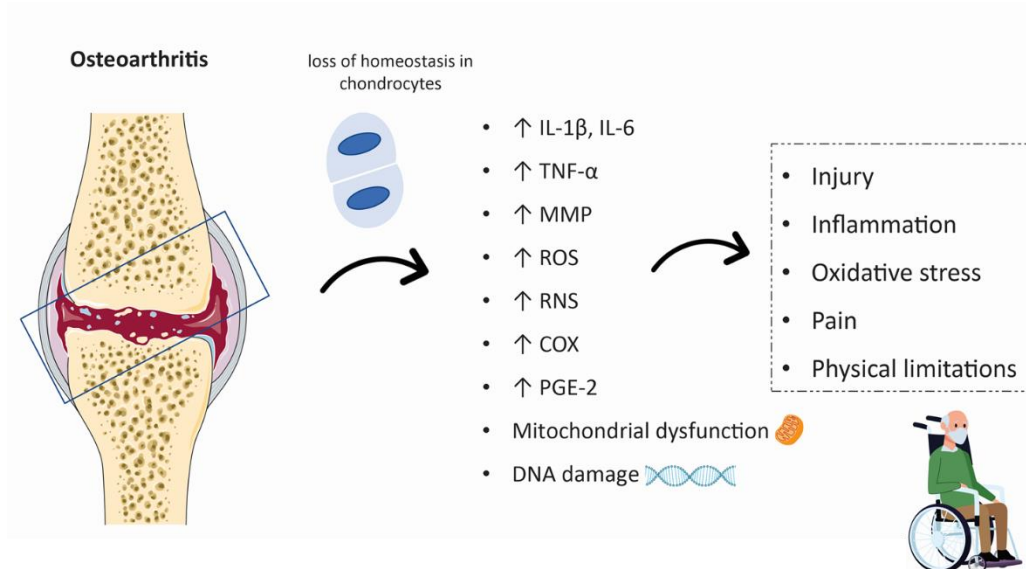 Osteoarthritis
loss of homeostasis in
chondrocytes
• ↑ IL-1β, IL-6
• ↑ TNF-α
• ↑ MMP
• ↑ ROS
• ↑ RNS
• ↑ COX
• ↑ PGE-2
• Mitochondrial dysfunction
• DNA damage
• Injury
• Inflammation
• Oxidative stress
• Pain
• Physical limitations